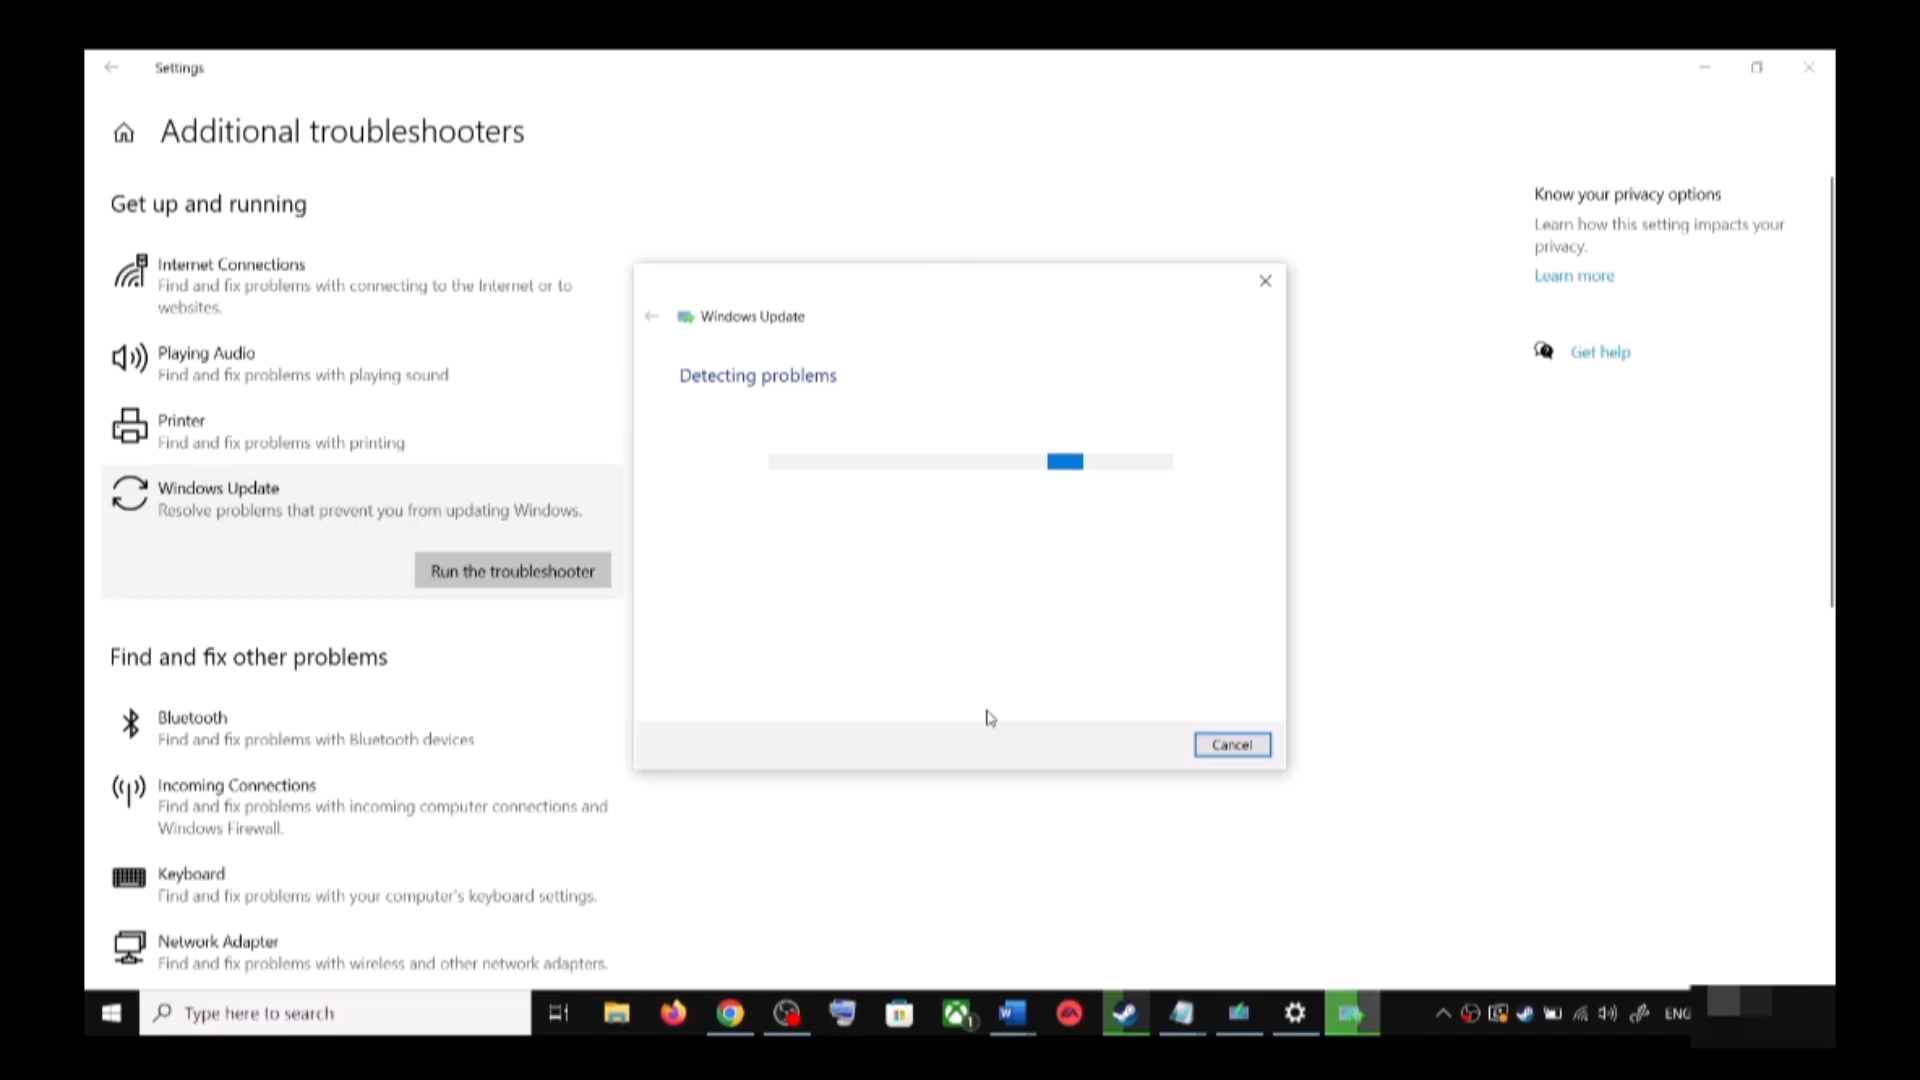 Settings
Additional troubleshooters
Get up and running
Internet Connections
Find and fix problems with connecting to the Internet or to
websites.
Playing Audio
Find and fix problems with playing sound
Printer
Find and fix problems with printing
Windows Update
Resolve problems that prevent you from updating Windows.
Run the troubleshooter
Find and fix other problems
Bluetooth
Find and fix problems with Bluetooth devices
Incoming Connections
Find and fix problems with incoming computer connections and
Windows Firewall.
Keyboard
Find and fix problems with your computer's keyboard settings.
Network Adapter
Find and fix problems with wireless and other network adapters.
Windows Update
Detecting problems
Cancel
Know your privacy options
Learn how this setting impacts your
privacy.
Learn more
Get help
Type here to search
1
W
EA
ENG